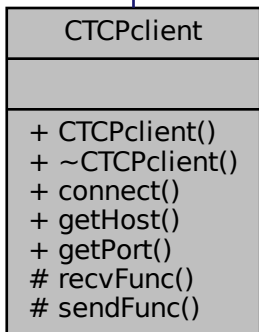 CTCPclient
+ CTCPclient()
+ ~CTCPclient()
+ connect()
+ getHost()
+ getPort()
# recvFunc()
# sendFunc()